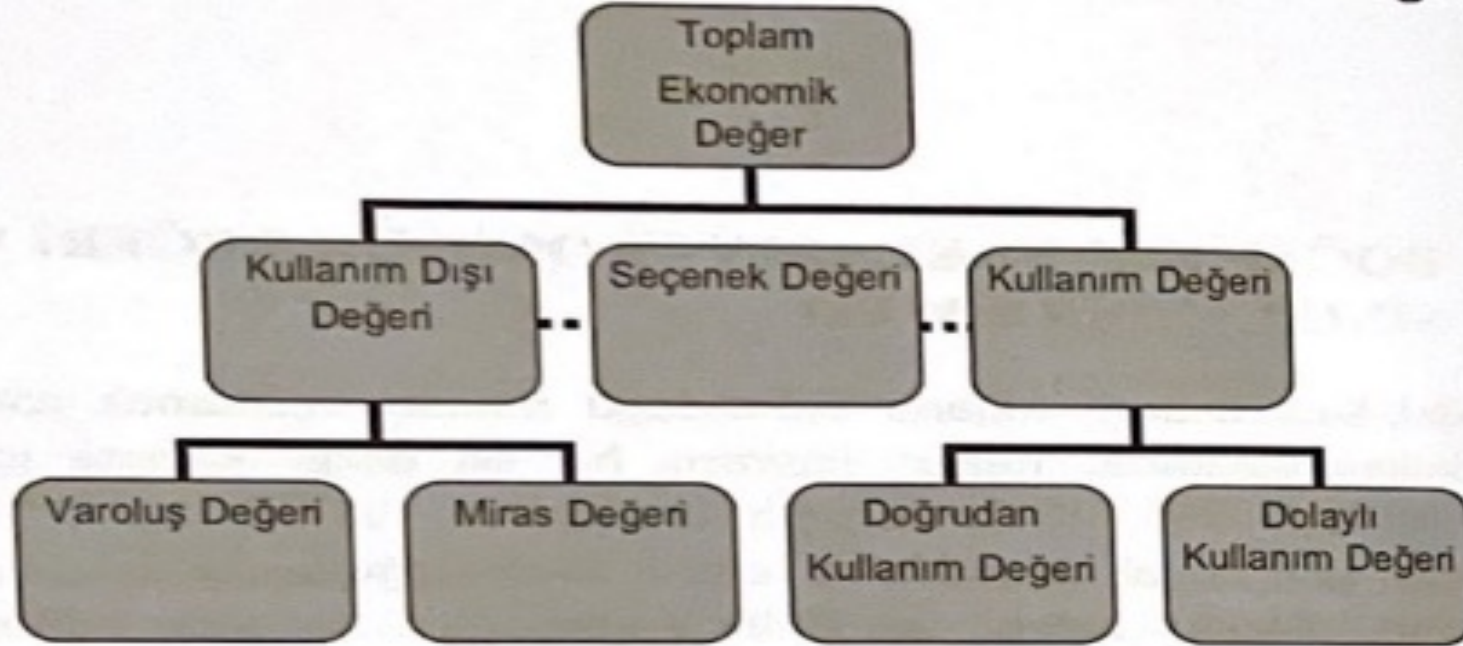 Toplam
Ekonomik
Değer
Kullanım Dışı
Değeri
Seçenek Değeri
Kullanım Değeri
Varoluş Değeri
Miras Değeri
Doğrudan
Kullanım Değeri
Dolaylı
Kullanım Değeri